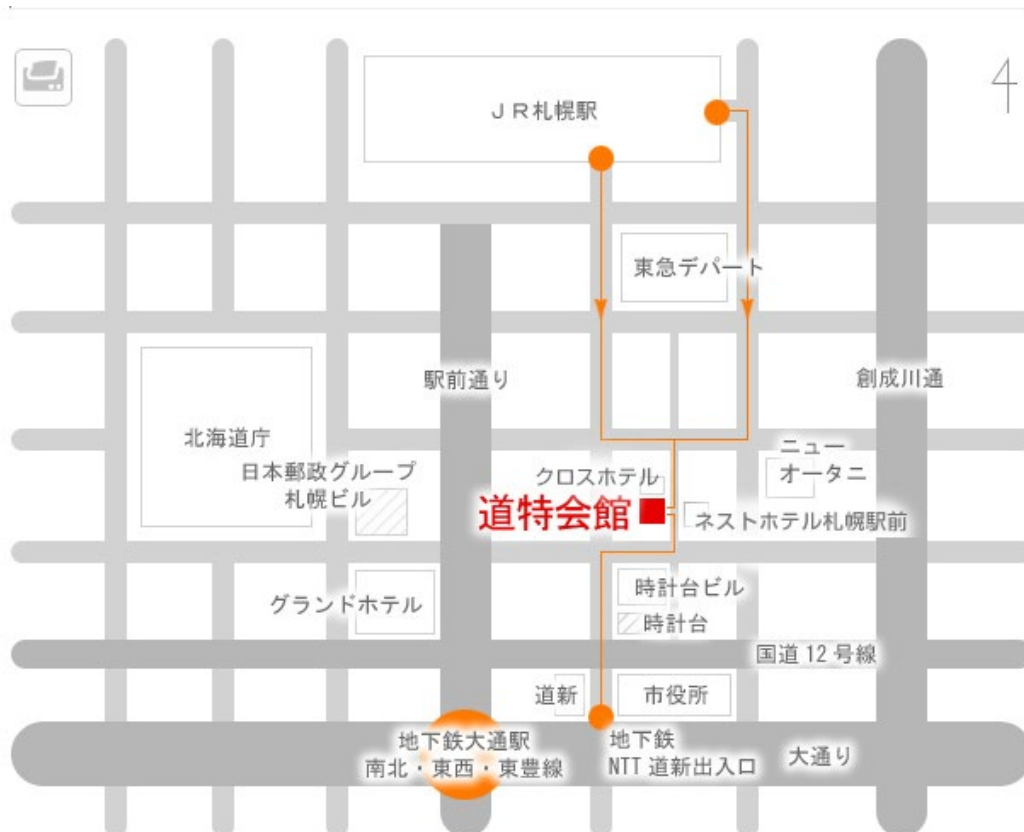 JR札幌駅
東急デパート
駅前通り
創成川通
北海道庁
日本郵政グループ
札幌ビル
クロスホテル
ニュー
オータニ
道特会館
ネストホテル札幌駅前
グランドホテル
時計台ビル
時計台
国道12号線
道新
市役所
地下鉄大通駅
南北・東西・東豊線
地下鉄
NTT道新出入口
大通り